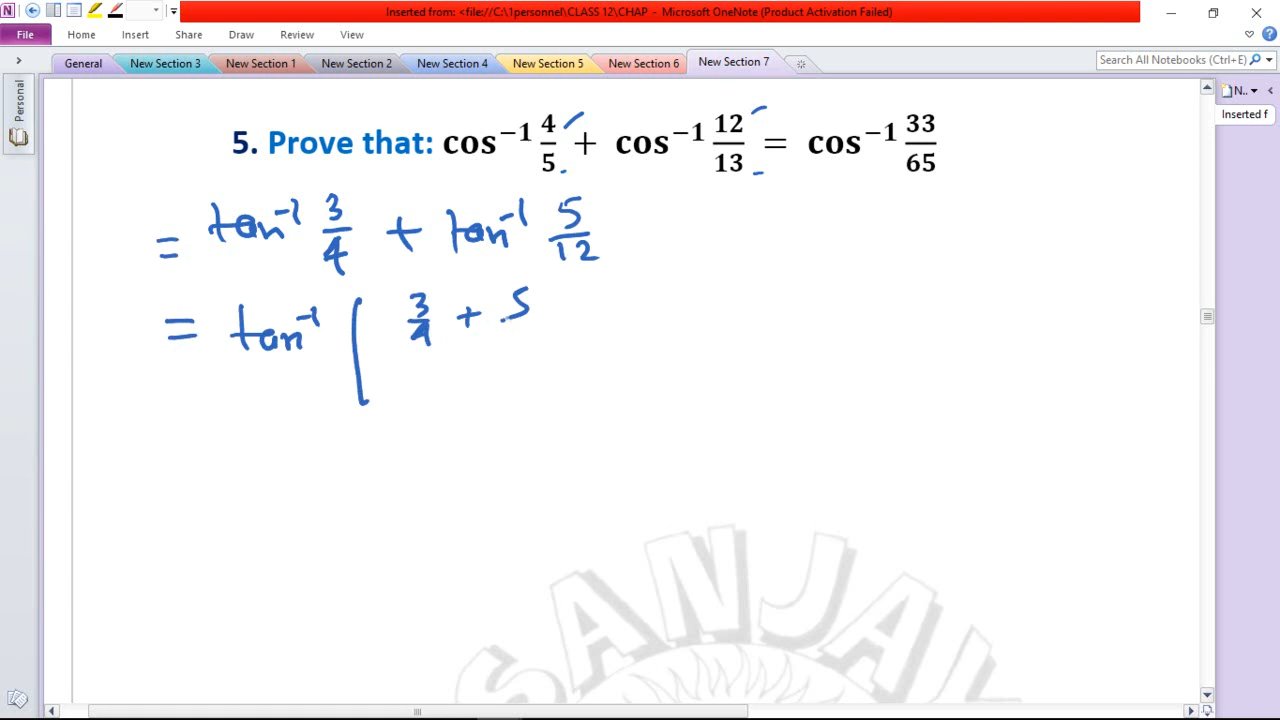 Inserted from: <file://C:\1personnel\CLASS 12\CHAP - Microsoft OneNote (Product Activation Failed)
File Home Insert Share Draw Review View
General New Section 3 New Section 1 New Section 2 New Section 4 New Section 5 New Section 6 New Section 7 Search All Notebooks (Ctrl+E)
Personal
N..
Inserted f
5. Prove that: cos⁻¹ 4/5 + cos⁻¹ 12/13 = cos⁻¹ 33/65
= tan⁻¹ 3/4 + tan⁻¹ 5/12
= tan⁻¹ [ 3/4 + 5
SANJAY